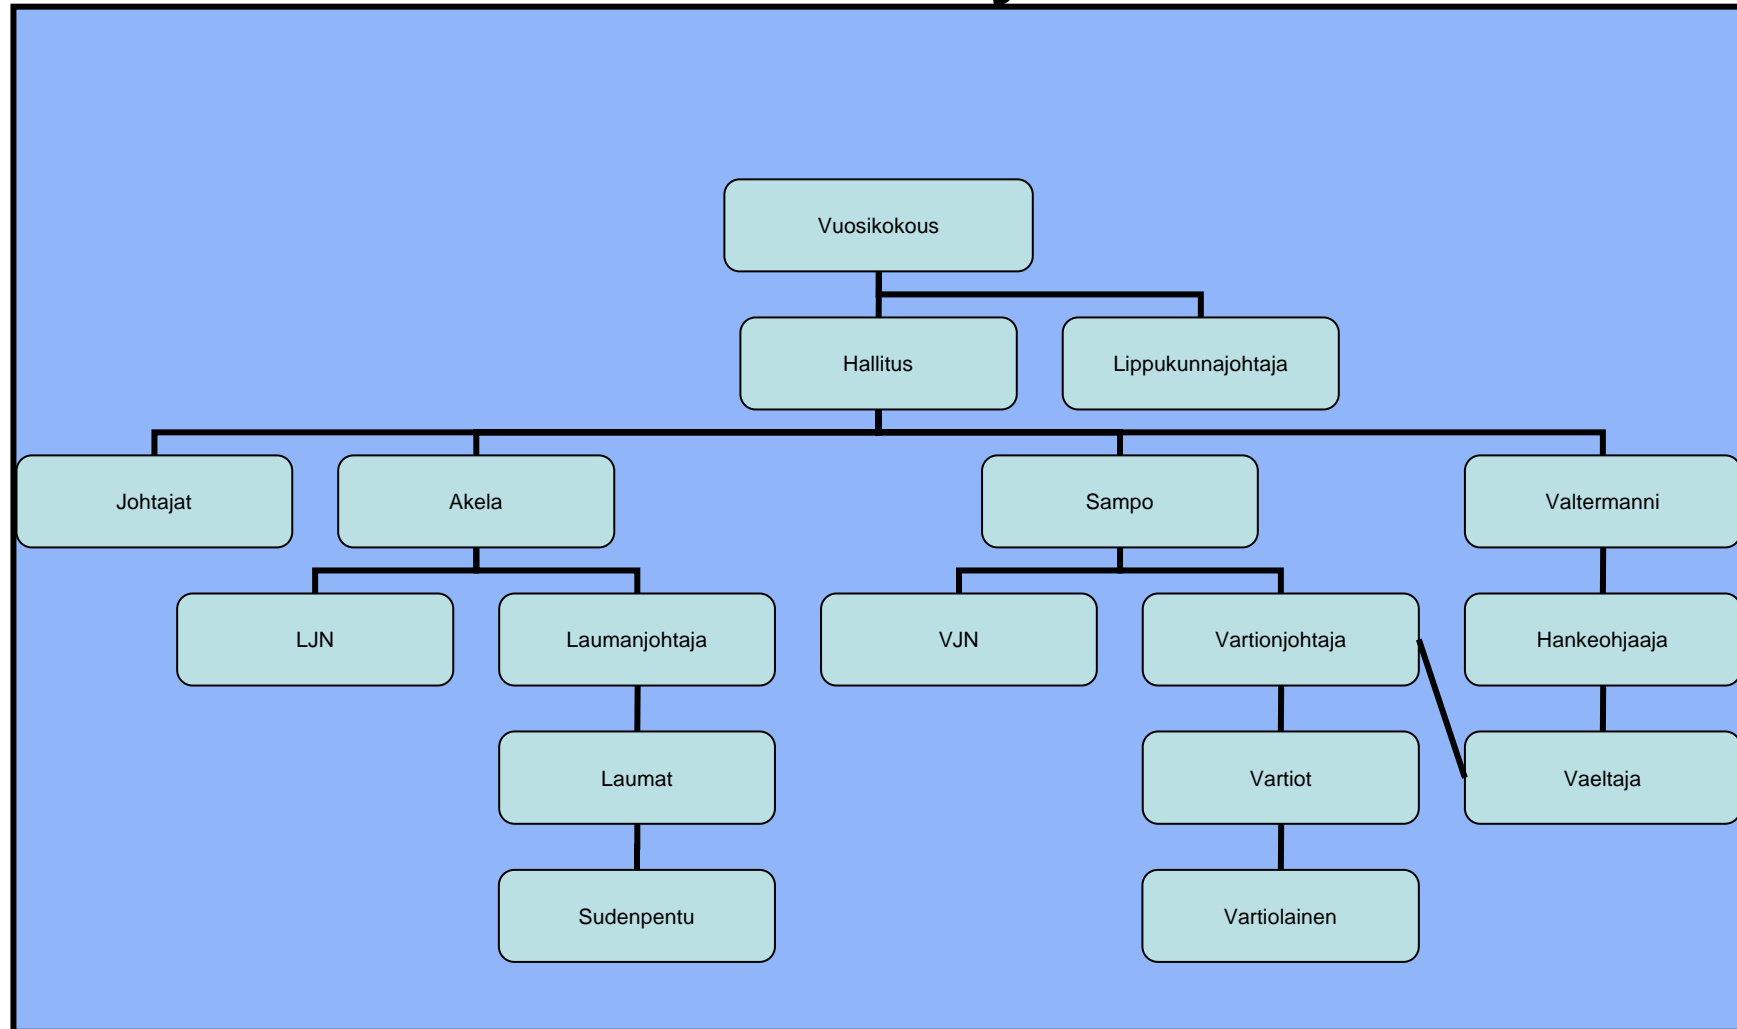 Vuosikokous
Hallitus
Lippukunnajohtaja
Johtajat
Akela
Sampo
Valtermanni
LJN
Laumanjohtaja
VJN
Vartionjohtaja
Hankeohjaaja
Laumat
Vartiot
Vaeltaja
Sudenpentu
Vartiolainen